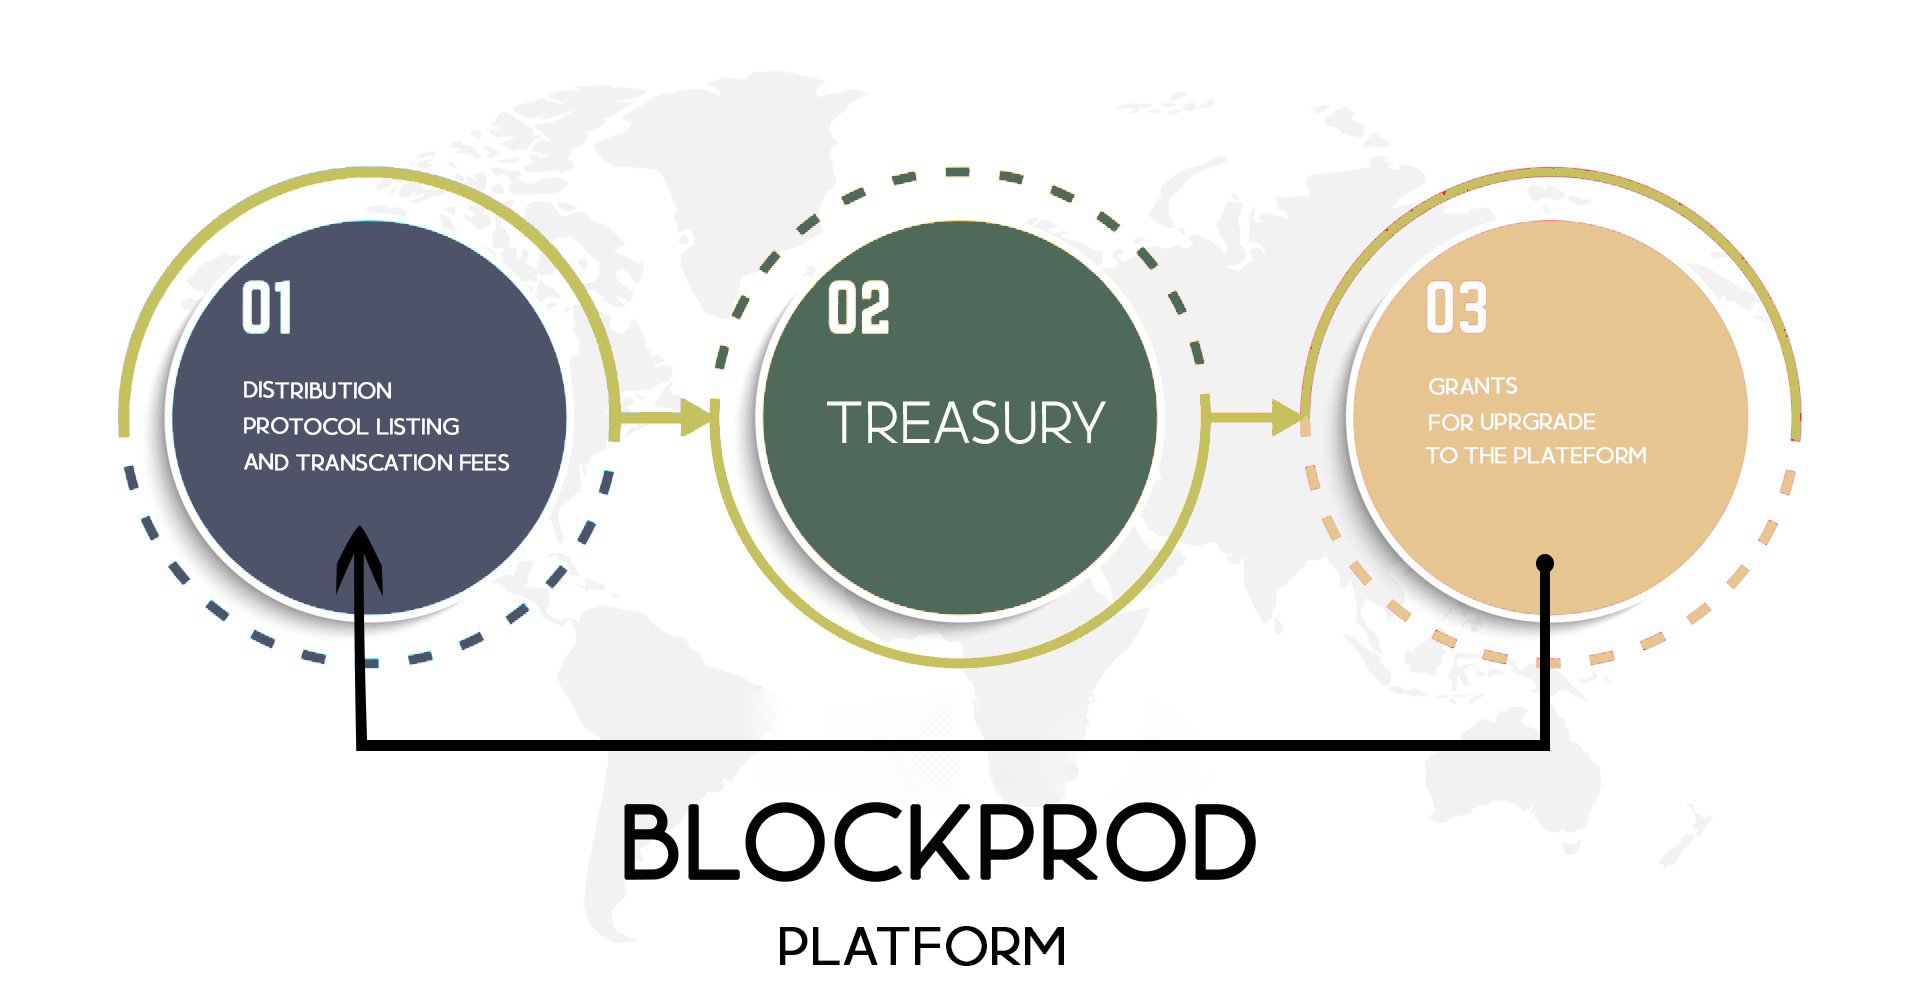 01
DISTRIBUTION
PROTOCOL LISTING
AND TRANSCATION FEES
02
TREASURY
03
GRANTS
FOR UPRGRADE
TO THE PLATEFORM
BLOCKPROD
PLATFORM